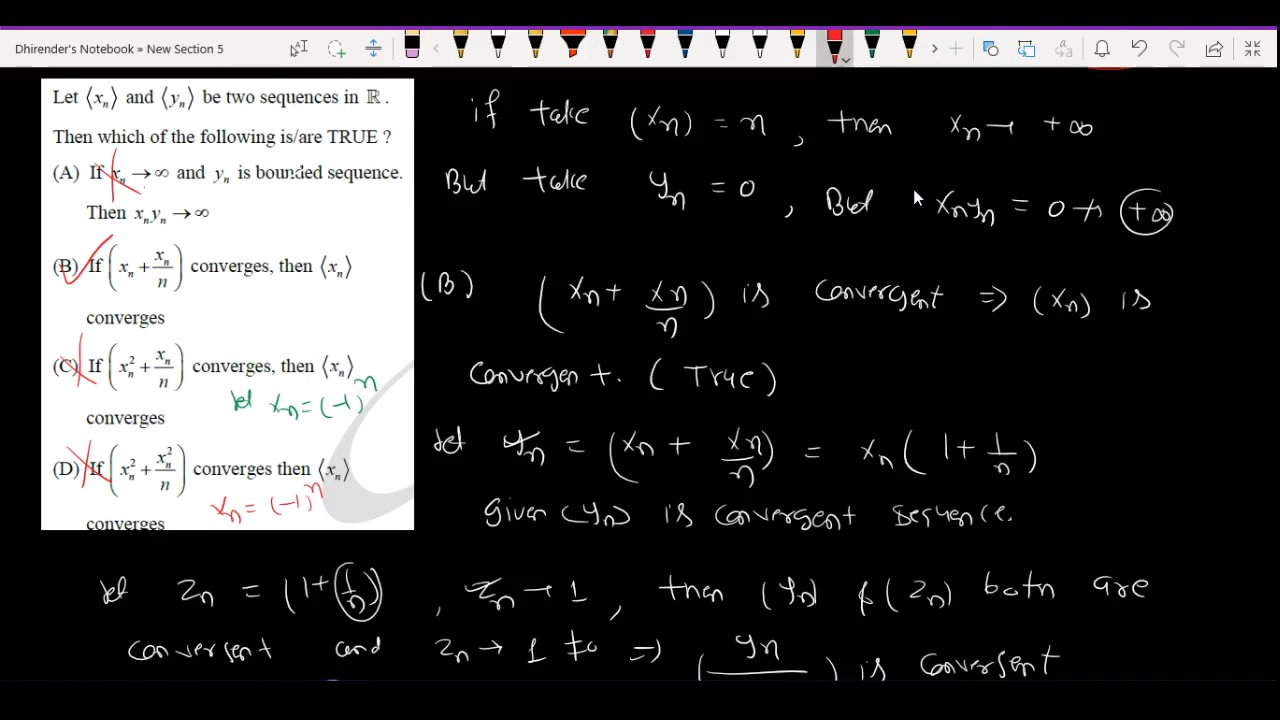 Dhirender's Notebook » New Section 5
Let ⟨xₙ⟩ and ⟨yₙ⟩ be two sequences in ℝ.
Then which of the following is/are TRUE ?
(A) If xₙ → ∞ and yₙ is bounded sequence.
Then xₙyₙ → ∞
(B) If (xₙ + xₙ/n) converges, then ⟨xₙ⟩
converges
(C) If (xₙ² + xₙ/n) converges, then ⟨xₙ⟩
let xₙ = (-1)ⁿ
converges
(D) If (xₙ² + xₙ²/n) converges then ⟨xₙ⟩
xₙ = (-1)ⁿ
converges
if take (xₙ) = n , then xₙ → +∞
But take yₙ = 0 , But xₙyₙ = 0 ↛ +∞
(B) (xₙ + xₙ/n) is convergent ⇒ (xₙ) is
convergent. (True)
let yₙ = (xₙ + xₙ/n) = xₙ(1 + 1/n)
Given (yₙ) is convergent sequence.
let zₙ = (1 + (1/n)) , zₙ → 1 , then (yₙ) & (zₙ) both are
convergent and zₙ → 1 ≠ 0 ⇒ ( yₙ ) is convergent